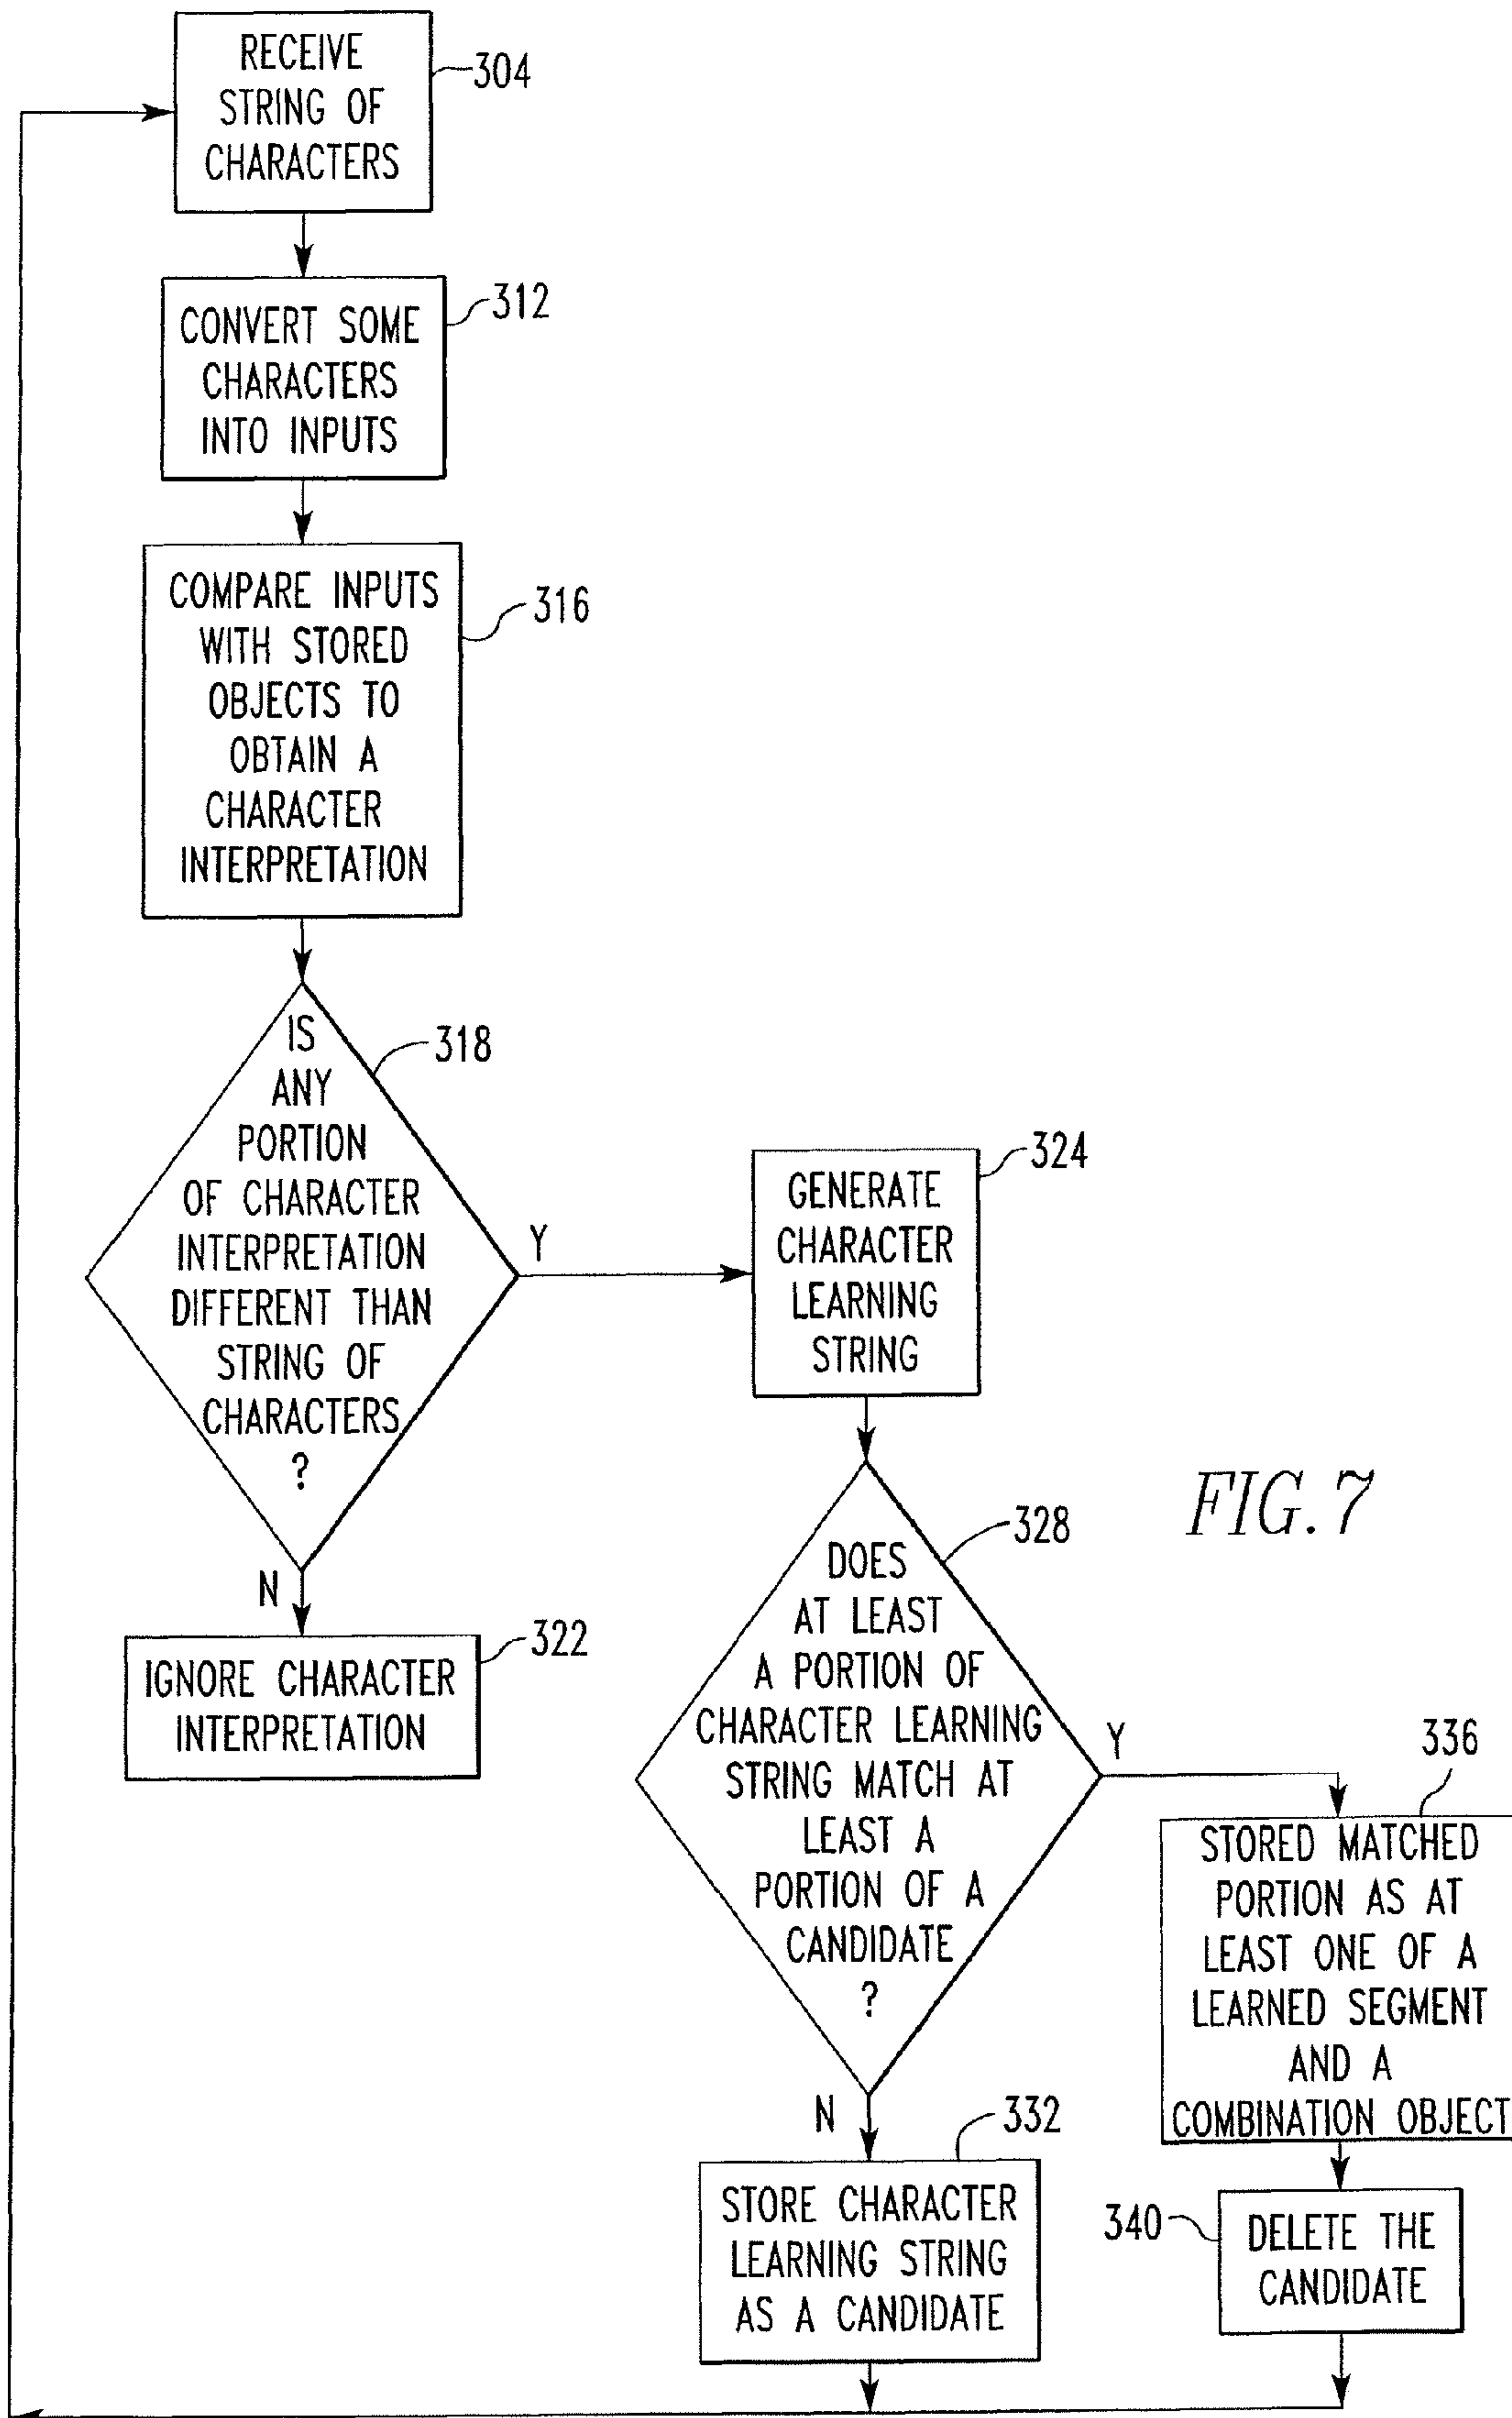 RECEIVE
STRING OF
CHARACTERS
304
CONVERT SOME
CHARACTERS
INTO INPUTS
312
COMPARE INPUTS
WITH STORED
OBJECTS TO
OBTAIN A
CHARACTER
INTERPRETATION
316
IS
ANY
PORTION
OF CHARACTER
INTERPRETATION
DIFFERENT THAN
STRING OF
CHARACTERS
?
318
Y
N
IGNORE CHARACTER
INTERPRETATION
322
GENERATE
CHARACTER
LEARNING
STRING
324
DOES
AT LEAST
A PORTION OF
CHARACTER LEARNING
STRING MATCH AT
LEAST A
PORTION OF A
CANDIDATE
?
328
Y
N
FIG. 7
STORE CHARACTER
LEARNING STRING
AS A CANDIDATE
332
STORED MATCHED
PORTION AS AT
LEAST ONE OF A
LEARNED SEGMENT
AND A
COMBINATION OBJECT
336
DELETE THE
CANDIDATE
340